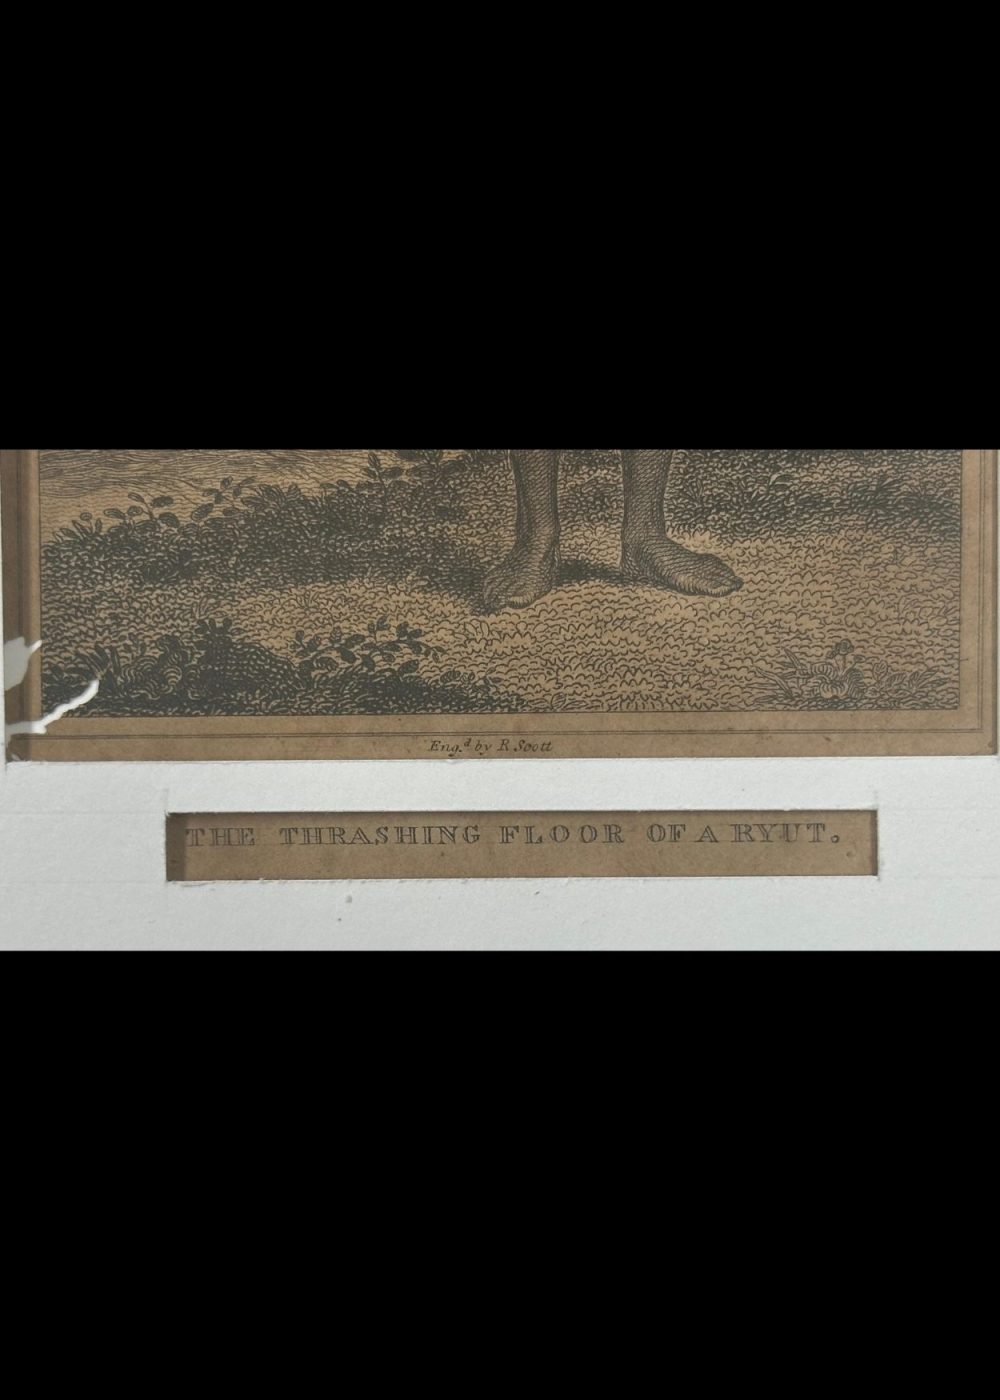 Eng.d by R Scott
THE THRASHING FLOOR OF A RYUT.